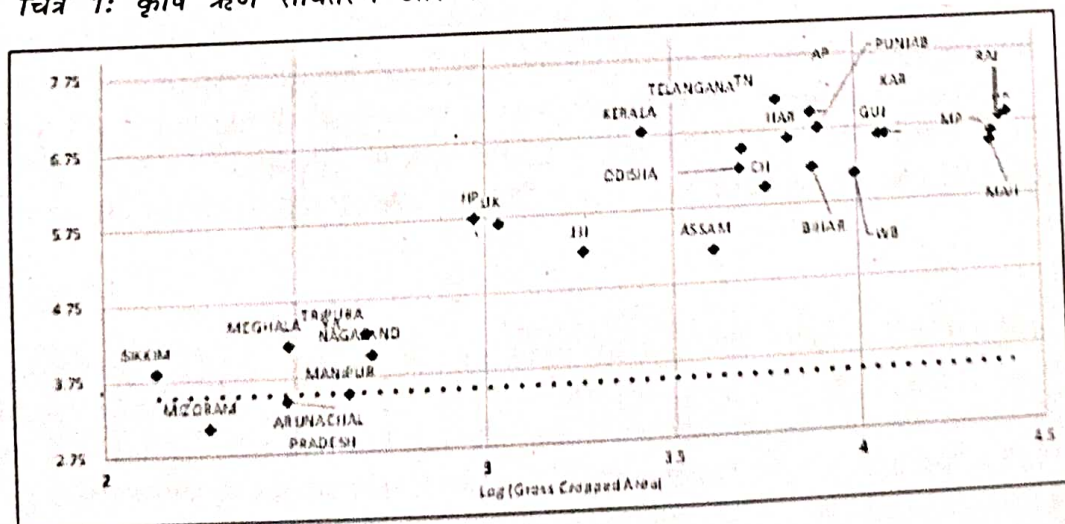 चित्र 1: कृषि ऋण
7 75
6.75
5.75
4.75
3.75
2.75
AP
PUNJAB
RAJ
TELANGANA TN
KAR
KERALA
HAR
GUJ
MP
ODISHA
CH
MAH
HP UK
JH
ASSAM
BIHAR
WB
MEGHALA
TRIPURA
NAGALAND
SIKKIM
MANIPUR
MIZORAM
ARUNACHAL
PRADESH
2
3
3.5
4
4.5
Log (Gross Cropped Area)